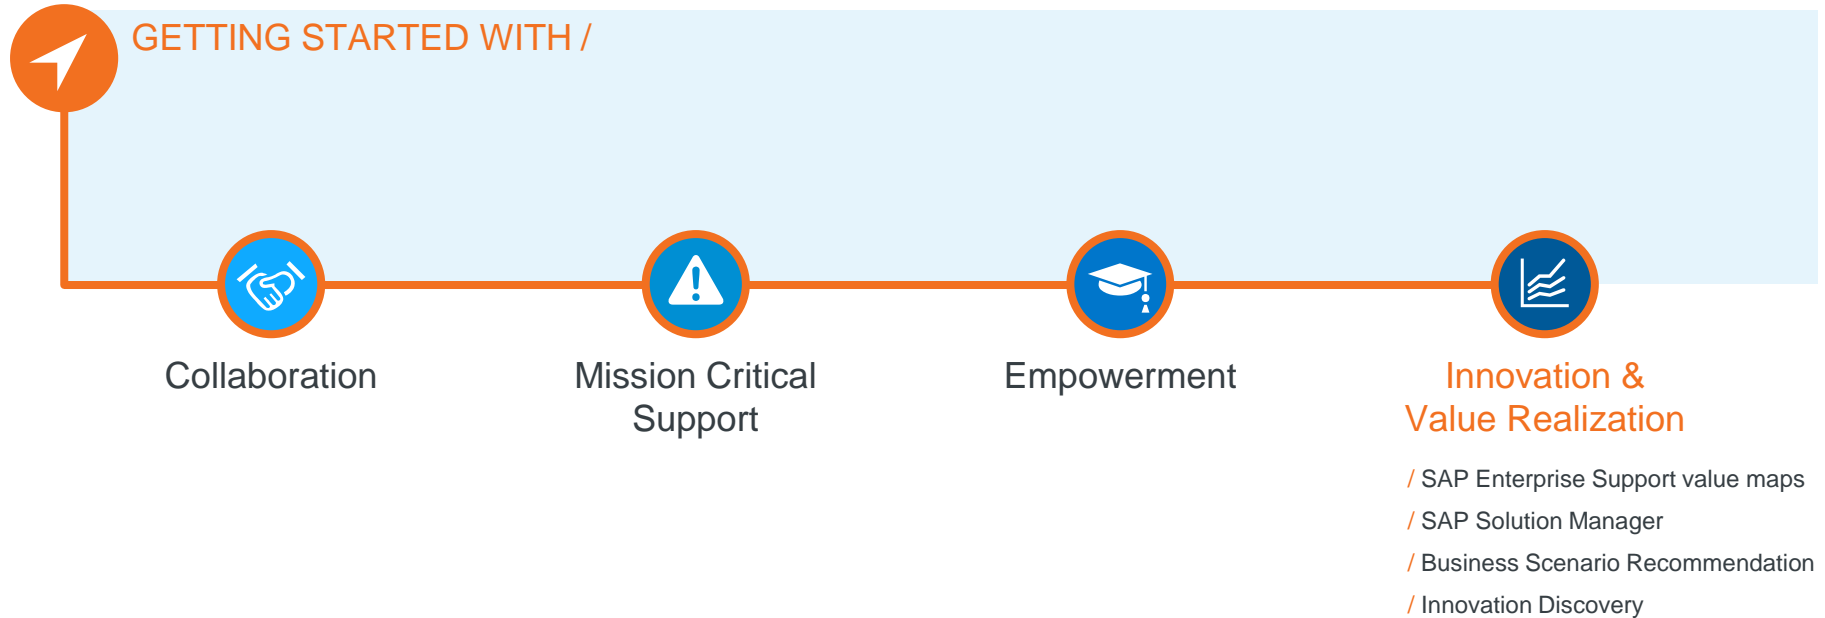 GETTING STARTED WITH /
Collaboration
Mission Critical
Support
Empowerment
Innovation &
Value Realization
/ SAP Enterprise Support value maps
/ SAP Solution Manager
/ Business Scenario Recommendation
/ Innovation Discovery